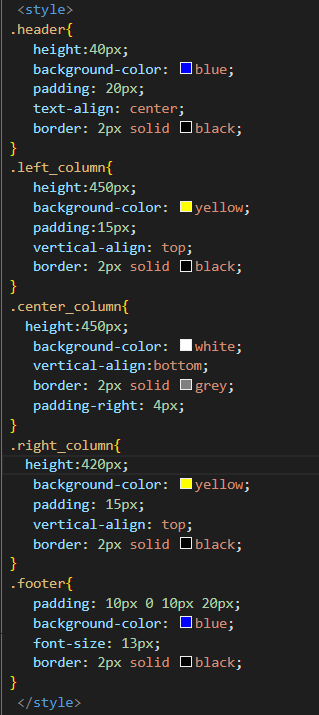 <style>
.header{
height:40px;
background-color: blue;
padding: 20px;
text-align: center;
border: 2px solid black;
}
.left_column{
height:450px;
background-color: yellow;
padding:15px;
vertical-align: top;
border: 2px solid black;
}
.center_column{
height:450px;
background-color: white;
vertical-align:bottom;
border: 2px solid grey;
padding-right: 4px;
}
.right_column{
height:420px;
background-color: yellow;
padding: 15px;
vertical-align: top;
border: 2px solid black;
}
.footer{
padding: 10px 0 10px 20px;
background-color: blue;
font-size: 13px;
border: 2px solid black;
}
</style>